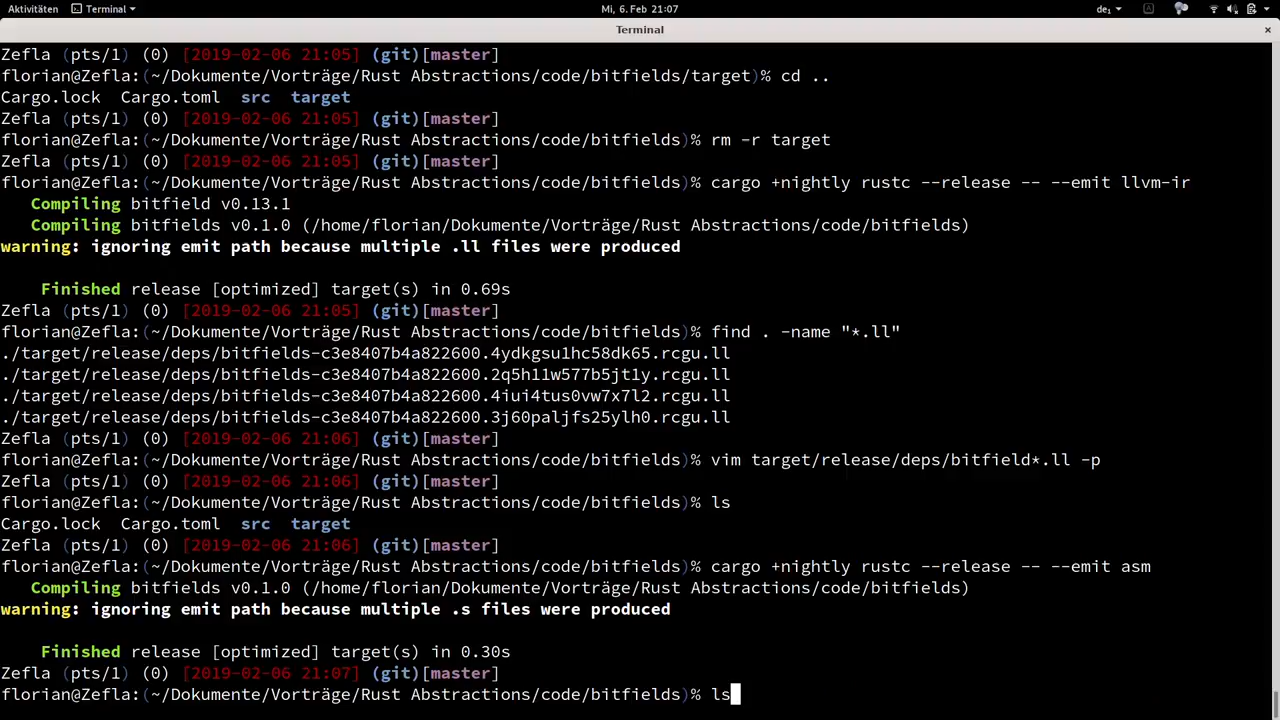 Aktivitäten Terminal Mi, 6. Feb 21:07 de₁
Terminal ×
Zefla (pts/1) (0) [2019-02-06 21:05] (git)[master]
florian@Zefla:(~/Dokumente/Vorträge/Rust Abstractions/code/bitfields/target)% cd ..
Cargo.lock Cargo.toml src target
Zefla (pts/1) (0) [2019-02-06 21:05] (git)[master]
florian@Zefla:(~/Dokumente/Vorträge/Rust Abstractions/code/bitfields)% rm -r target
Zefla (pts/1) (0) [2019-02-06 21:05] (git)[master]
florian@Zefla:(~/Dokumente/Vorträge/Rust Abstractions/code/bitfields)% cargo +nightly rustc --release -- --emit llvm-ir
Compiling bitfield v0.13.1
Compiling bitfields v0.1.0 (/home/florian/Dokumente/Vorträge/Rust Abstractions/code/bitfields)
warning: ignoring emit path because multiple .ll files were produced
Finished release [optimized] target(s) in 0.69s
Zefla (pts/1) (0) [2019-02-06 21:05] (git)[master]
florian@Zefla:(~/Dokumente/Vorträge/Rust Abstractions/code/bitfields)% find . -name "*.ll"
./target/release/deps/bitfields-c3e8407b4a822600.4ydkgsu1hc58dk65.rcgu.ll
./target/release/deps/bitfields-c3e8407b4a822600.2q5h11w577b5jt1y.rcgu.ll
./target/release/deps/bitfields-c3e8407b4a822600.4iui4tus0vw7x7l2.rcgu.ll
./target/release/deps/bitfields-c3e8407b4a822600.3j60paljfs25ylh0.rcgu.ll
Zefla (pts/1) (0) [2019-02-06 21:06] (git)[master]
florian@Zefla:(~/Dokumente/Vorträge/Rust Abstractions/code/bitfields)% vim target/release/deps/bitfield*.ll -p
Zefla (pts/1) (0) [2019-02-06 21:06] (git)[master]
florian@Zefla:(~/Dokumente/Vorträge/Rust Abstractions/code/bitfields)% ls
Cargo.lock Cargo.toml src target
Zefla (pts/1) (0) [2019-02-06 21:06] (git)[master]
florian@Zefla:(~/Dokumente/Vorträge/Rust Abstractions/code/bitfields)% cargo +nightly rustc --release -- --emit asm
Compiling bitfields v0.1.0 (/home/florian/Dokumente/Vorträge/Rust Abstractions/code/bitfields)
warning: ignoring emit path because multiple .s files were produced
Finished release [optimized] target(s) in 0.30s
Zefla (pts/1) (0) [2019-02-06 21:07] (git)[master]
florian@Zefla:(~/Dokumente/Vorträge/Rust Abstractions/code/bitfields)% ls